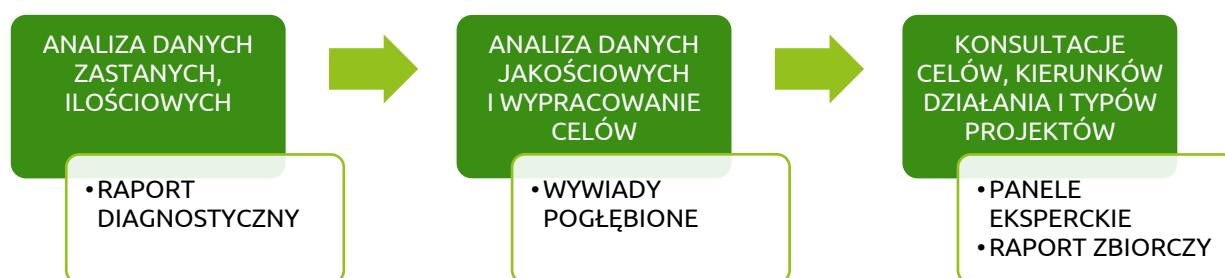 ANALIZA DANYCH
ZASTANYCH,
ILOŚCIOWYCH
•RAPORT
DIAGNOSTYCZNY
ANALIZA DANYCH
JAKOŚCIOWYCH
I WYPRACOWANIE
CELÓW
•WYWIADY
POGŁĘBIONE
KONSULTACJE
CELÓW, KIERUNKÓW
DZIAŁANIA I TYPÓW
PROJEKTÓW
•PANELE
EKSPERCKIE
•RAPORT ZBIORCZY